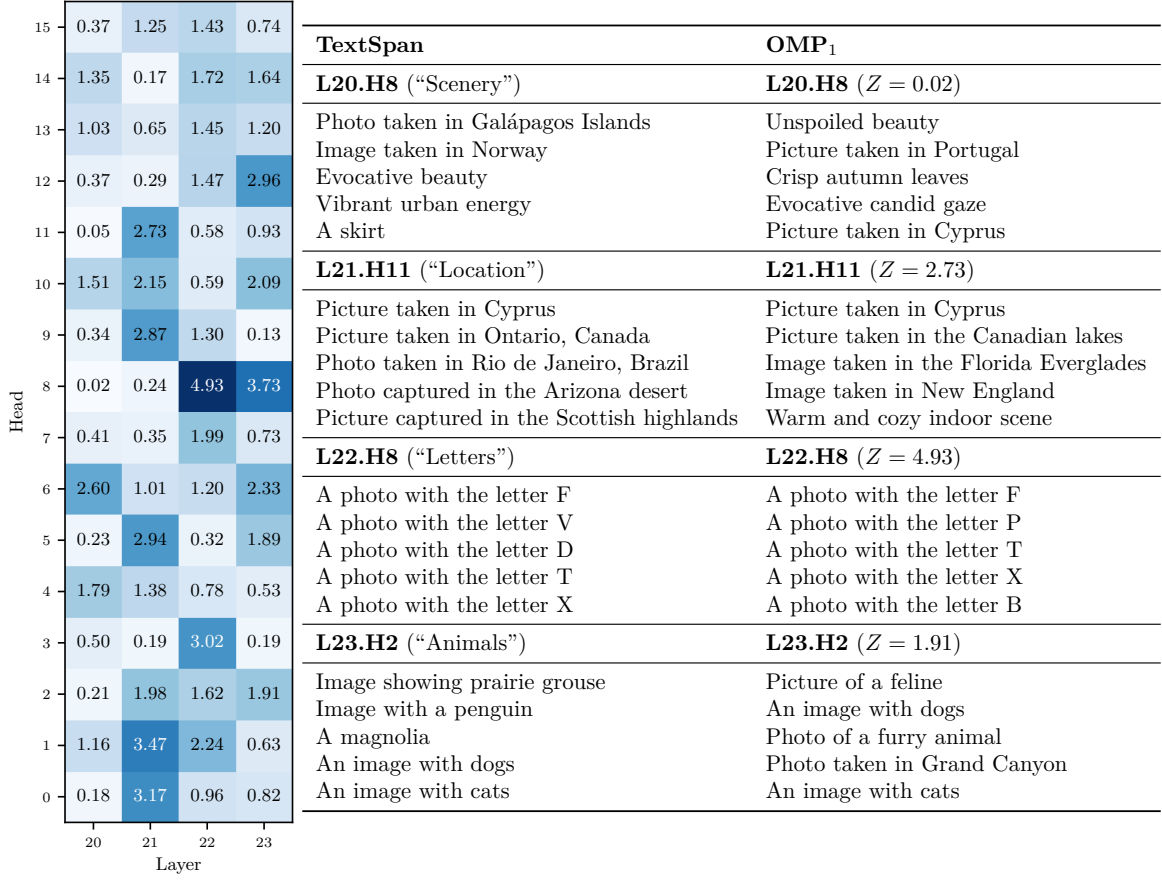 15 0.37 1.25 1.43 0.74
14 1.35 0.17 1.72 1.64
13 1.03 0.65 1.45 1.20
12 0.37 0.29 1.47 2.96
11 0.05 2.73 0.58 0.93
10 1.51 2.15 0.59 2.09
9 0.34 2.87 1.30 0.13
8 0.02 0.24 4.93 3.73
7 0.41 0.35 1.99 0.73
6 2.60 1.01 1.20 2.33
5 0.23 2.94 0.32 1.89
4 1.79 1.38 0.78 0.53
3 0.50 0.19 3.02 0.19
2 0.21 1.98 1.62 1.91
1 1.16 3.47 2.24 0.63
0 0.18 3.17 0.96 0.82
20 21 22 23
Layer
Head
TextSpan OMP₁
L20.H8 (“Scenery”) L20.H8 (Z = 0.02)
Photo taken in Galápagos Islands Unspoiled beauty
Image taken in Norway Picture taken in Portugal
Evocative beauty Crisp autumn leaves
Vibrant urban energy Evocative candid gaze
A skirt Picture taken in Cyprus
L21.H11 (“Location”) L21.H11 (Z = 2.73)
Picture taken in Cyprus Picture taken in Cyprus
Picture taken in Ontario, Canada Picture taken in the Canadian lakes
Photo taken in Rio de Janeiro, Brazil Image taken in the Florida Everglades
Photo captured in the Arizona desert Image taken in New England
Picture captured in the Scottish highlands Warm and cozy indoor scene
L22.H8 (“Letters”) L22.H8 (Z = 4.93)
A photo with the letter F A photo with the letter F
A photo with the letter V A photo with the letter P
A photo with the letter D A photo with the letter T
A photo with the letter T A photo with the letter X
A photo with the letter X A photo with the letter B
L23.H2 (“Animals”) L23.H2 (Z = 1.91)
Image showing prairie grouse Picture of a feline
Image with a penguin An image with dogs
A magnolia Photo of a furry animal
An image with dogs Photo taken in Grand Canyon
An image with cats An image with cats